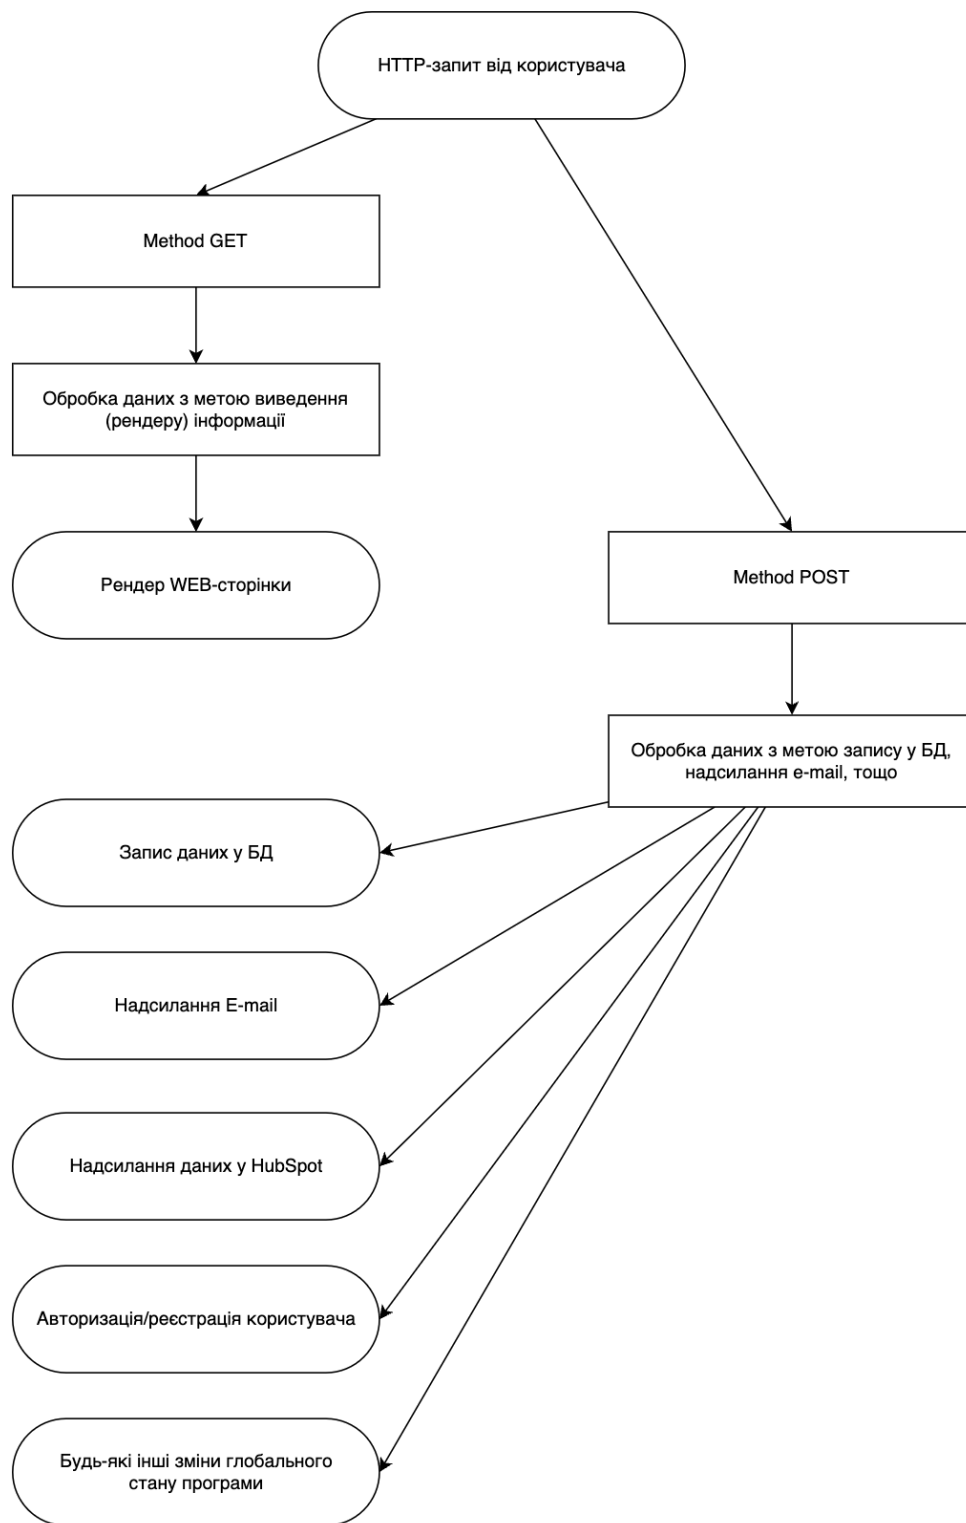 HTTP-запит від користувача
Method GET
Обробка даних з метою виведення
(рендеру) інформації
Рендер WEB-сторінки
Method POST
Обробка даних з метою запису у БД,
надсилання e-mail, тощо
Запис даних у БД
Надсилання E-mail
Надсилання даних у HubSpot
Авторизація/реєстрація користувача
Будь-які інші зміни глобального
стану програми